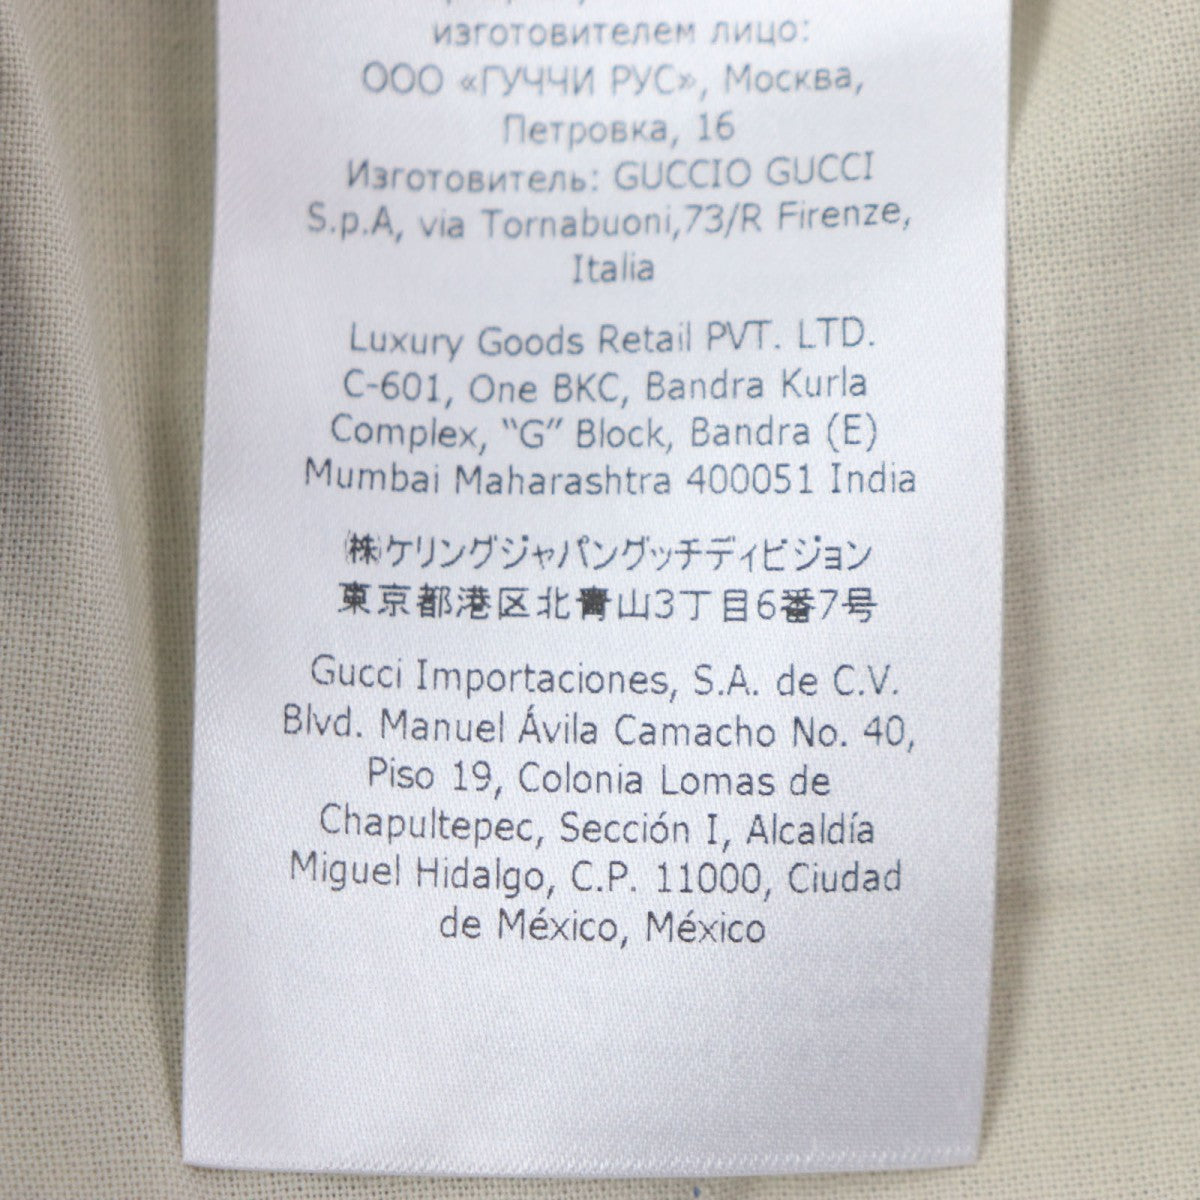 изготовителем лицо:
ООО «ГУЧЧИ РУС», Москва,
Петровка, 16
Изготовитель: GUCCIO GUCCI
S.p.A, via Tornabuoni,73/R Firenze,
Italia
Luxury Goods Retail PVT. LTD.
C-601, One BKC, Bandra Kurla
Complex, “G” Block, Bandra (E)
Mumbai Maharashtra 400051 India
㈱ケリングジャパングッチディビジョン
東京都港区北青山3丁目6番7号
Gucci Importaciones, S.A. de C.V.
Blvd. Manuel Ávila Camacho No. 40,
Piso 19, Colonia Lomas de
Chapultepec, Sección I, Alcaldía
Miguel Hidalgo, C.P. 11000, Ciudad
de México, México